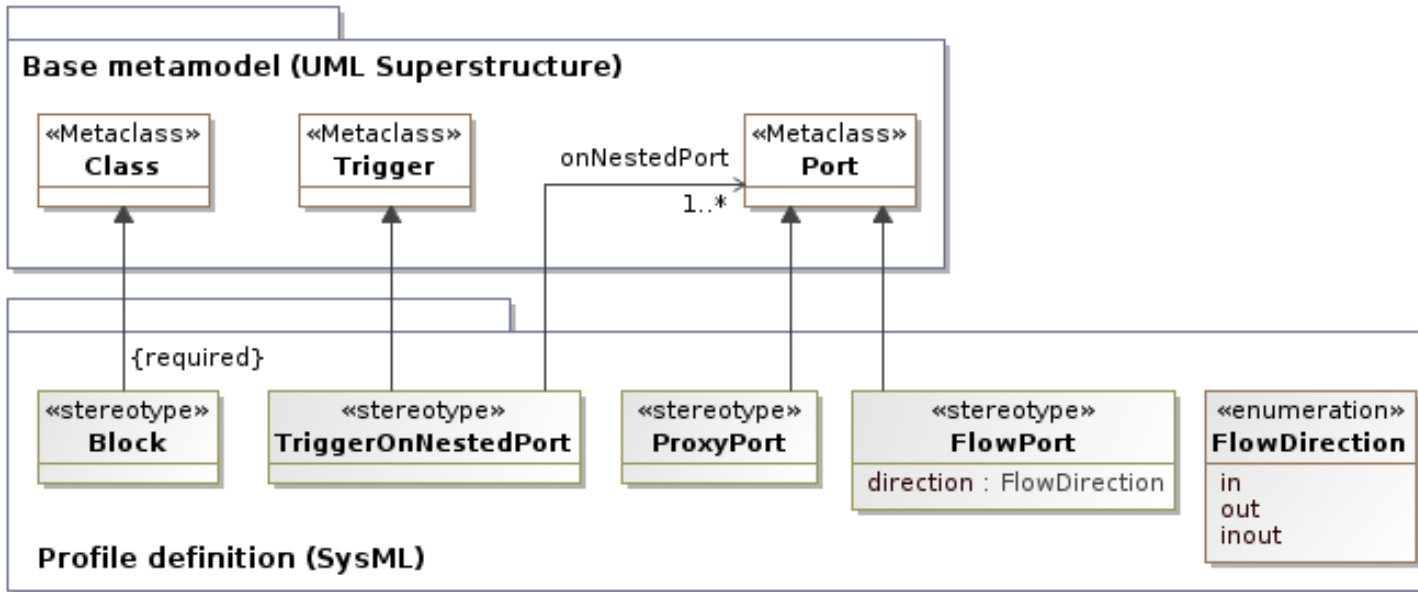 Base metamodel (UML Superstructure)
«Metaclass»
Class
«Metaclass»
Trigger
onNestedPort
1..*
«Metaclass»
Port
{required}
«stereotype»
Block
«stereotype»
TriggerOnNestedPort
«stereotype»
ProxyPort
«stereotype»
FlowPort
direction : FlowDirection
«enumeration»
FlowDirection
in
out
inout
Profile definition (SysML)